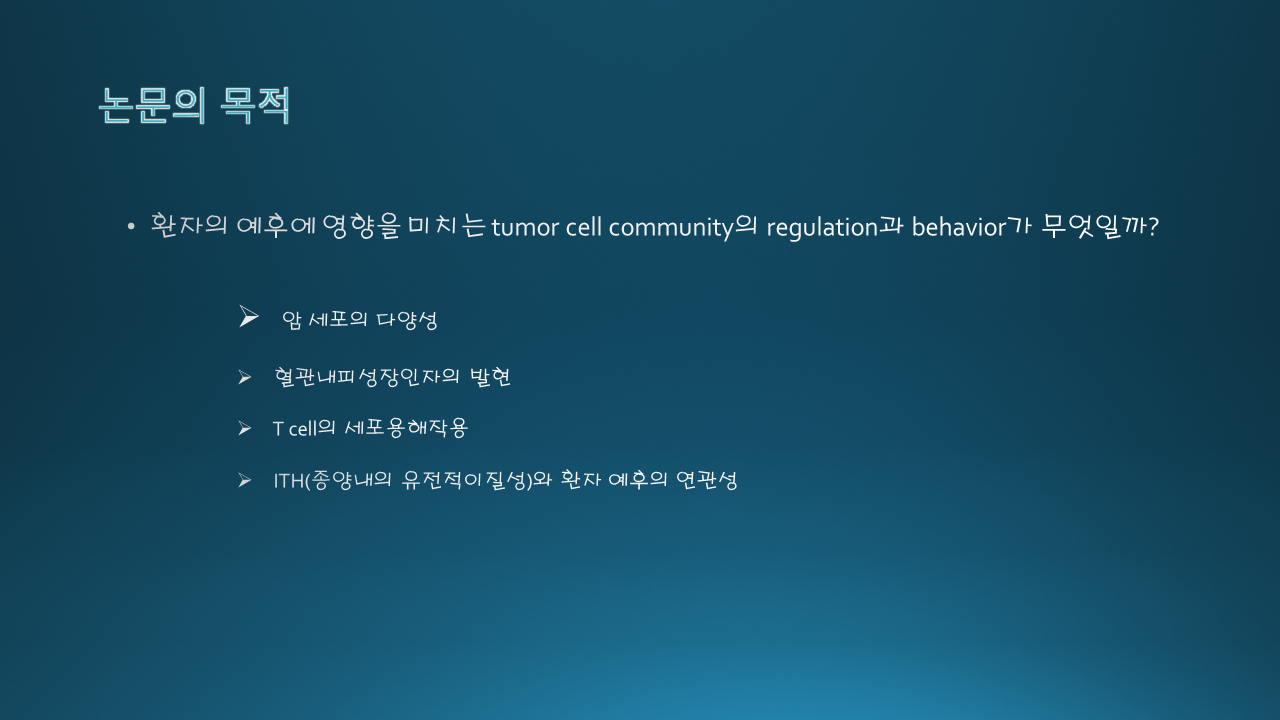 논문의 목적
• 환자의 예후에 영향을 미치는 tumor cell community의 regulation과 behavior가 무엇일까?
➢ 암 세포의 다양성
➢ 혈관내피성장인자의 발현
➢ T cell의 세포용해작용
➢ ITH(종양내의 유전적이질성)와 환자 예후의 연관성